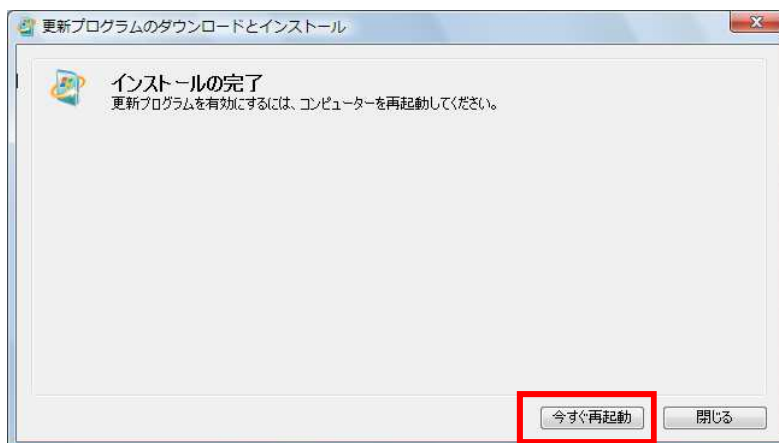 更新プログラムのダウンロードとインストール
インストールの完了
更新プログラムを有効にするには、コンピューターを再起動してください。
今すぐ再起動
閉じる